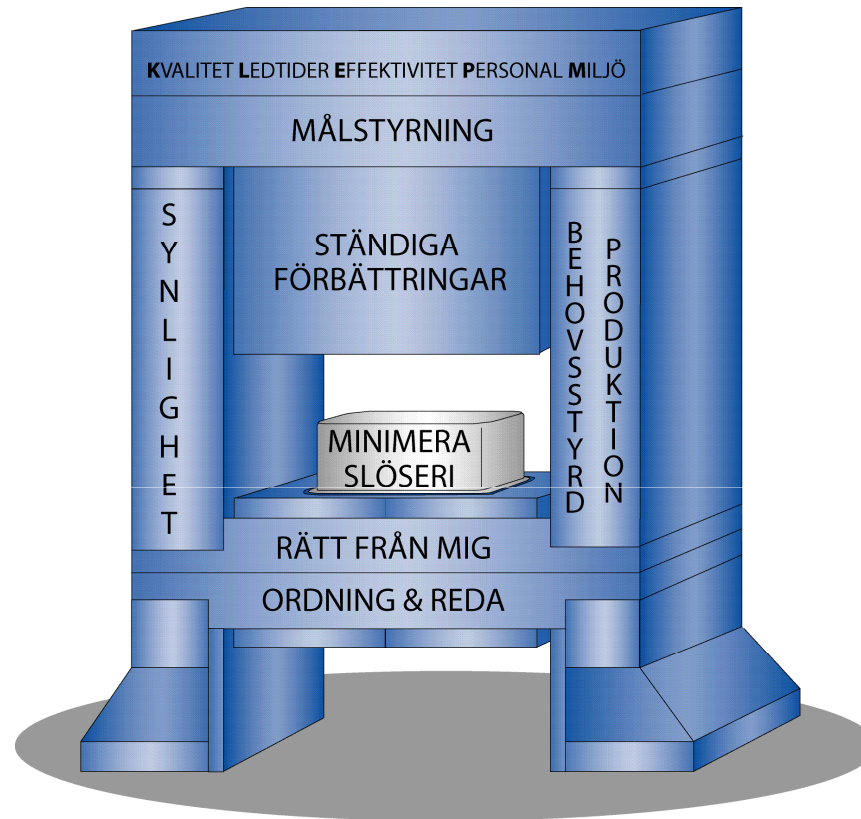 KVALITET LEDTIDER EFFEKTIVITET PERSONAL MILJÖ
MÅLSTYRNING
SYNLIGHET
STÄNDIGA
FÖRBÄTTRINGAR
BEHOVSSTYRD
PRODUKTION
MINIMERA
SLÖSERI
RÄTT FRÅN MIG
ORDNING & REDA